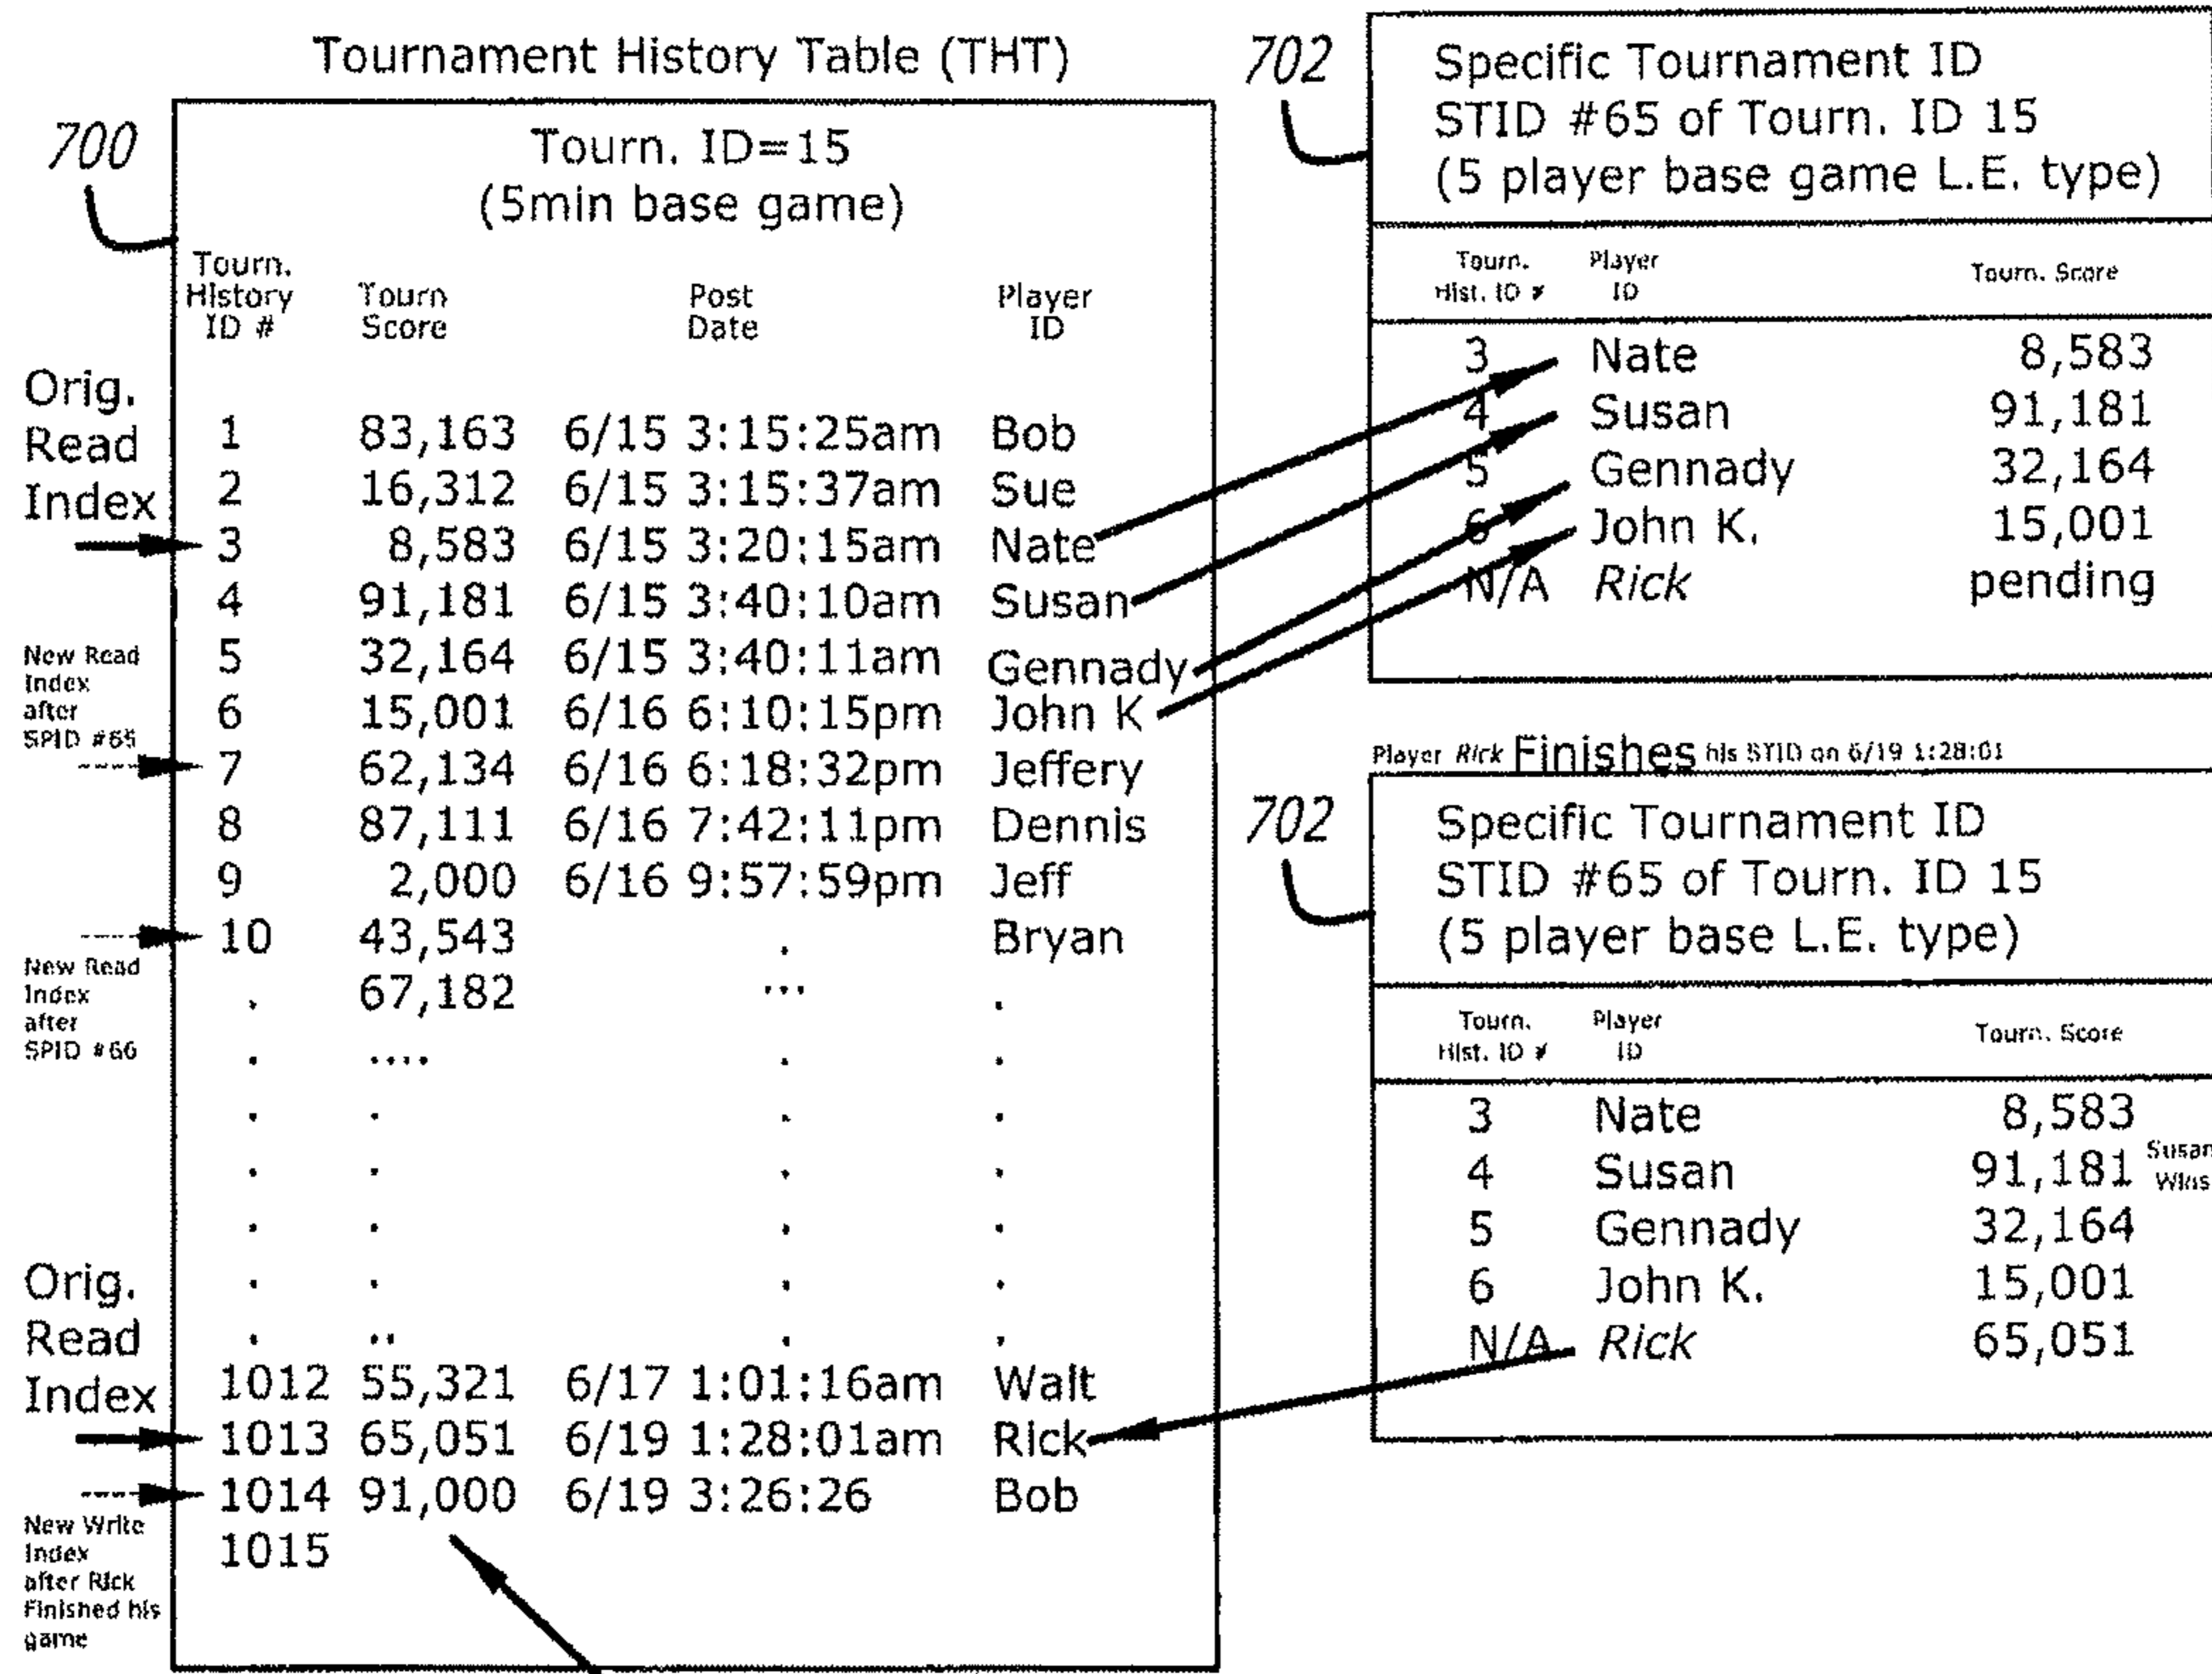 Tournament History Table (THT)
700
Tourn. ID=15
(5min base game)
Tourn.
History
ID #
Tourn
Score
Post
Date
Player
ID
Orig.
Read
Index
1 83,163 6/15 3:15:25am Bob
2 16,312 6/15 3:15:37am Sue
3 8,583 6/15 3:20:15am Nate
4 91,181 6/15 3:40:10am Susan
5 32,164 6/15 3:40:11am Gennady
6 15,001 6/16 6:10:15pm John K
7 62,134 6/16 6:18:32pm Jeffery
8 87,111 6/16 7:42:11pm Dennis
9 2,000 6/16 9:57:59pm Jeff
10 43,543 . Bryan
. 67,182 ... .
. .... . .
. . . .
. . . .
. . . .
. . . .
. .. . .
1012 55,321 6/17 1:01:16am Walt
1013 65,051 6/19 1:28:01am Rick
1014 91,000 6/19 3:26:26 Bob
1015
New Read
Index
after
SPID #65
New Read
Index
after
SPID #66
Orig.
Read
Index
New Write
Index
after Rick
Finished his
game
702
Specific Tournament ID
STID #65 of Tourn. ID 15
(5 player base game L.E. type)
Tourn.
Hist. ID #
Player
ID
Tourn. Score
3 Nate 8,583
4 Susan 91,181
5 Gennady 32,164
6 John K. 15,001
N/A Rick pending
Player Rick Finishes his STID on 6/19 1:28:01
702
Specific Tournament ID
STID #65 of Tourn. ID 15
(5 player base L.E. type)
Tourn.
Hist. ID #
Player
ID
Tourn. Score
3 Nate 8,583
4 Susan 91,181 Susan
Wins
5 Gennady 32,164
6 John K. 15,001
N/A Rick 65,051